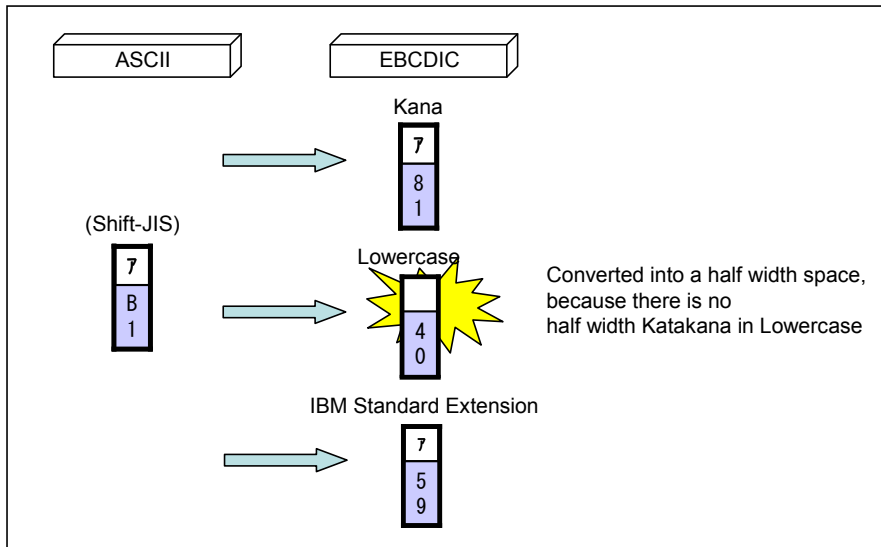 ASCII
EBCDIC
Kana
ｱ
8
1
(Shift-JIS)
ｱ
B
1
Lowercase
4
0
Converted into a half width space,
because there is no
half width Katakana in Lowercase
IBM Standard Extension
ｱ
5
9